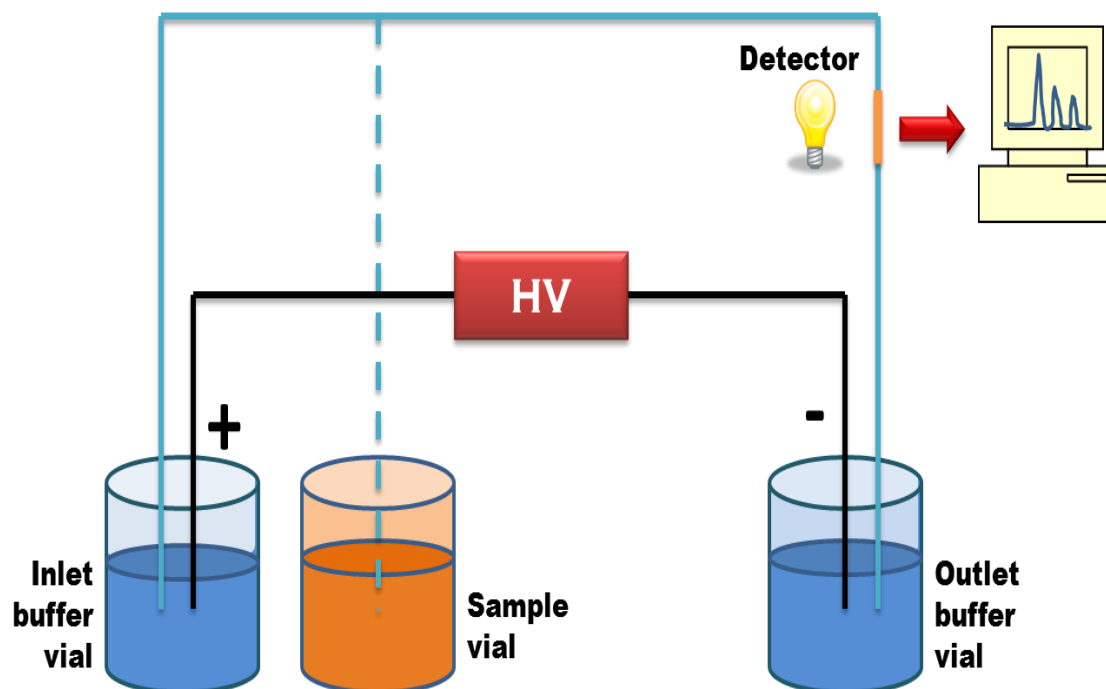 Detector
HV
+
-
Inlet
buffer
vial
Sample
vial
Outlet
buffer
vial